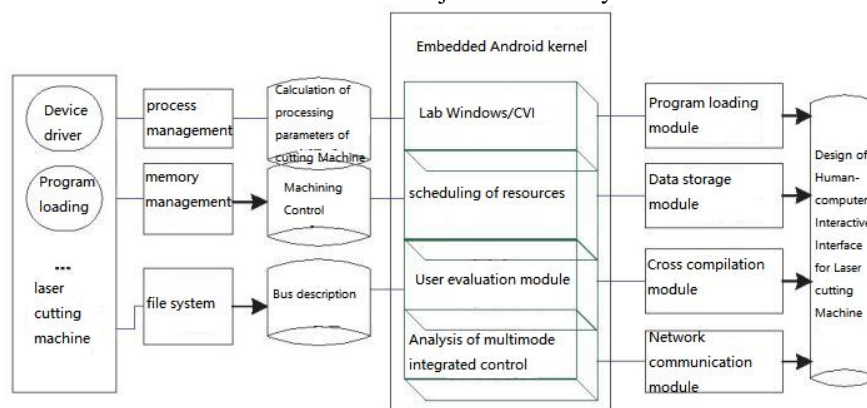 Embedded Android kernel
Device
driver
process
management
Calculation of
processing
parameters of
cutting Machine
Lab Windows/CVI
Program loading
module
Program
loading
memory
management
Machining
Control
scheduling of resources
Data storage
module
...
laser
cutting
machine
file system
Bus description
User evaluation module
Cross compilation
module
Analysis of multimode
integrated control
Network
communication
module
Design of
Human-
computer
Interactive
Interface
for Laser
cutting
Machine